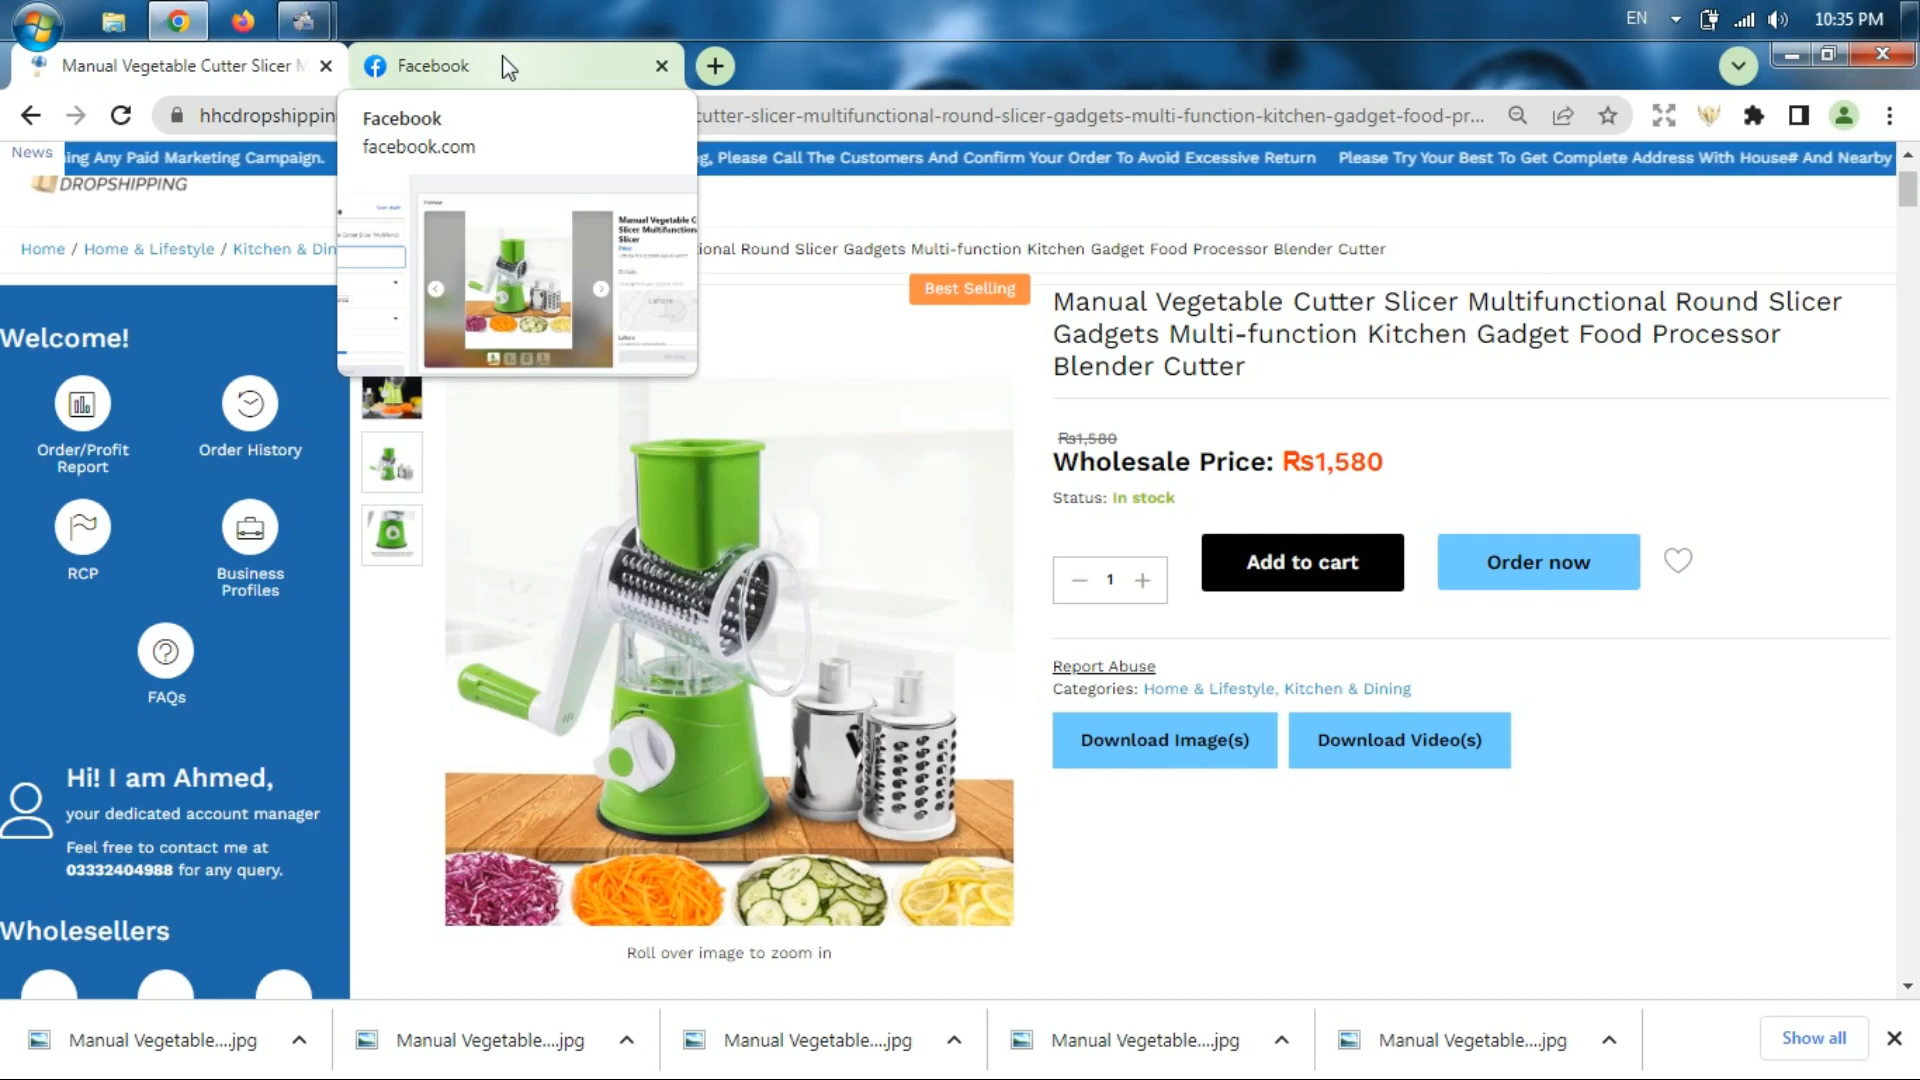 EN
10:35 PM
Manual Vegetable Cutter Slicer M
Facebook
hhcdropshippin
cutter-slicer-multifunctional-round-slicer-gadgets-multi-function-kitchen-gadget-food-pr...
Facebook
facebook.com
News
ing Any Paid Marketing Campaign.
g, Please Call The Customers And Confirm Your Order To Avoid Excessive Return
Please Try Your Best To Get Complete Address With House# And Nearby
DROPSHIPPING
Home / Home & Lifestyle / Kitchen & Din
ional Round Slicer Gadgets Multi-function Kitchen Gadget Food Processor Blender Cutter
Manual Vegetable C
Slicer Multifunction
Slicer
Lahore
Best Selling
Manual Vegetable Cutter Slicer Multifunctional Round Slicer
Gadgets Multi-function Kitchen Gadget Food Processor
Blender Cutter
Welcome!
Order/Profit
Report
Order History
RCP
Business
Profiles
FAQs
₨1,580
Wholesale Price: ₨1,580
Status: In stock
1
Add to cart
Order now
Report Abuse
Categories: Home & Lifestyle, Kitchen & Dining
Download Image(s)
Download Video(s)
Hi! I am Ahmed,
your dedicated account manager
Feel free to contact me at
03332404988 for any query.
Wholesellers
Roll over image to zoom in
Manual Vegetable....jpg
Manual Vegetable....jpg
Manual Vegetable....jpg
Manual Vegetable....jpg
Manual Vegetable....jpg
Show all